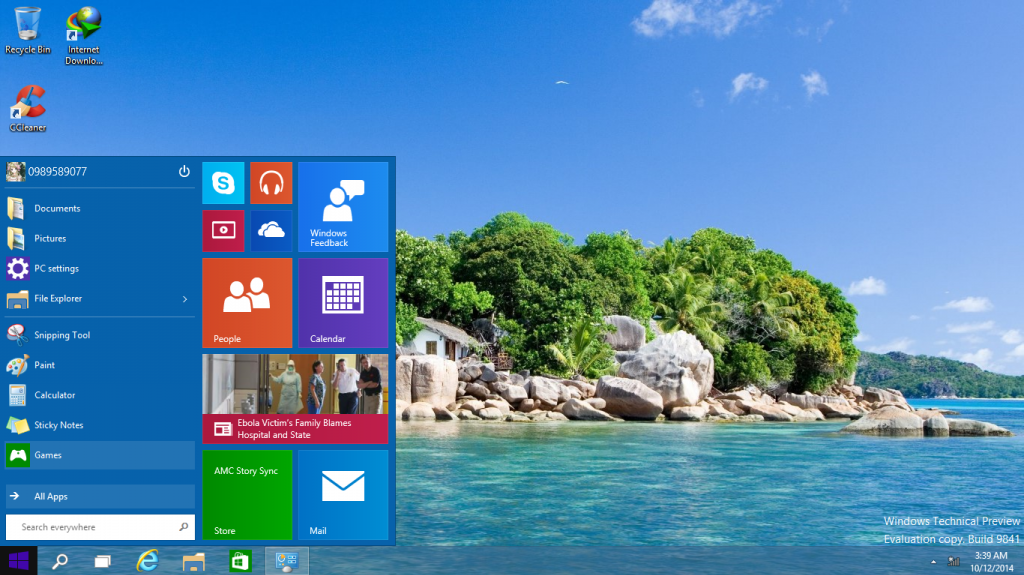 Recycle Bin
Internet
Downlo...
CCleaner
0989589077
Documents
Pictures
PC settings
File Explorer
Snipping Tool
Paint
Calculator
Sticky Notes
Games
All Apps
Search everywhere
Windows
Feedback
People
Calendar
Ebola Victim's Family Blames
Hospital and State
AMC Story Sync
Store
Mail
Windows Technical Preview
Evaluation copy. Build 9841
3:39 AM
10/12/2014